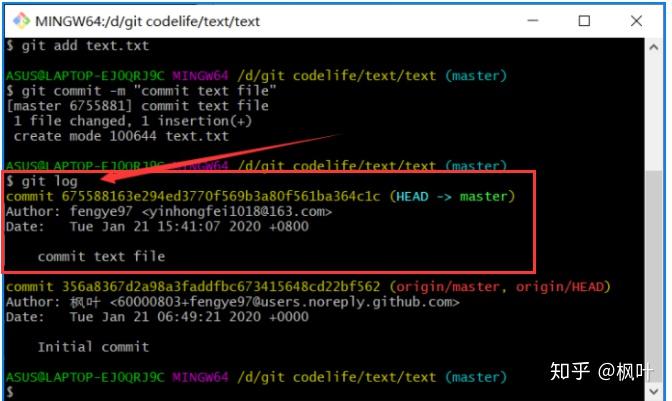 MINGW64:/d/git codelife/text/text
$ git add text.txt
ASUS@LAPTOP-EJ0QRJ9C MINGW64 /d/git codelife/text/text (master)
$ git commit -m "commit text file"
[master 6755881] commit text file
1 file changed, 1 insertion(+)
create mode 100644 text.txt
ASUS@LAPTOP-EJ0QRJ9C MINGW64 /d/git codelife/text/text (master)
$ git log
commit 675588163e294ed3770f569b3a80f561ba364c1c (HEAD -> master)
Author: fengye97 <yinhongfei1018@163.com>
Date:   Tue Jan 21 15:41:07 2020 +0800
commit text file
commit 356a8367d2a98a3faddfbc673415648cd22bf562 (origin/master, origin/HEAD)
Author: 枫叶 <60000803+fengye97@users.noreply.github.com>
Date:   Tue Jan 21 06:49:21 2020 +0000
Initial commit
ASUS@LAPTOP-EJ0QRJ9C MINGW64 /d/git codelife/text/text (master)
$
知乎 @枫叶